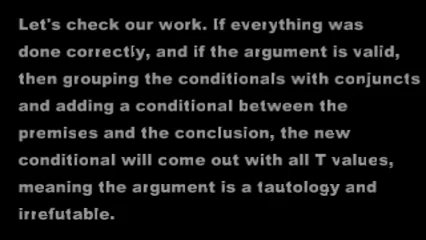 Let's check our work. If everything was
done correctly, and if the argument is valid,
then grouping the conditionals with conjuncts
and adding a conditional between the
premises and the conclusion, the new
conditional will come out with all T values,
meaning the argument is a tautology and
irrefutable.